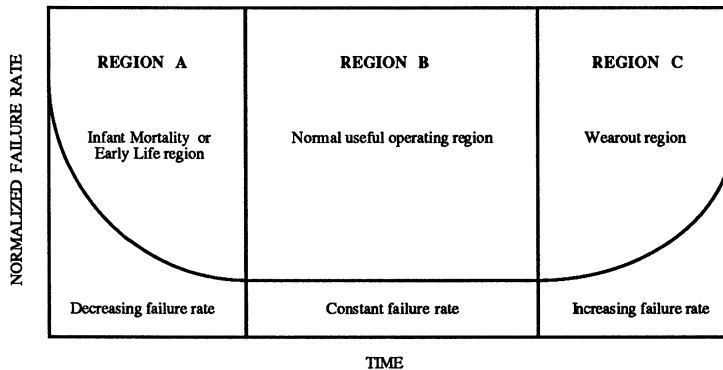 NORMALIZED FAILURE RATE
REGION A
Infant Mortality or
Early Life region
Decreasing failure rate
REGION B
Normal useful operating region
Constant failure rate
REGION C
Wearout region
Increasing failure rate
TIME